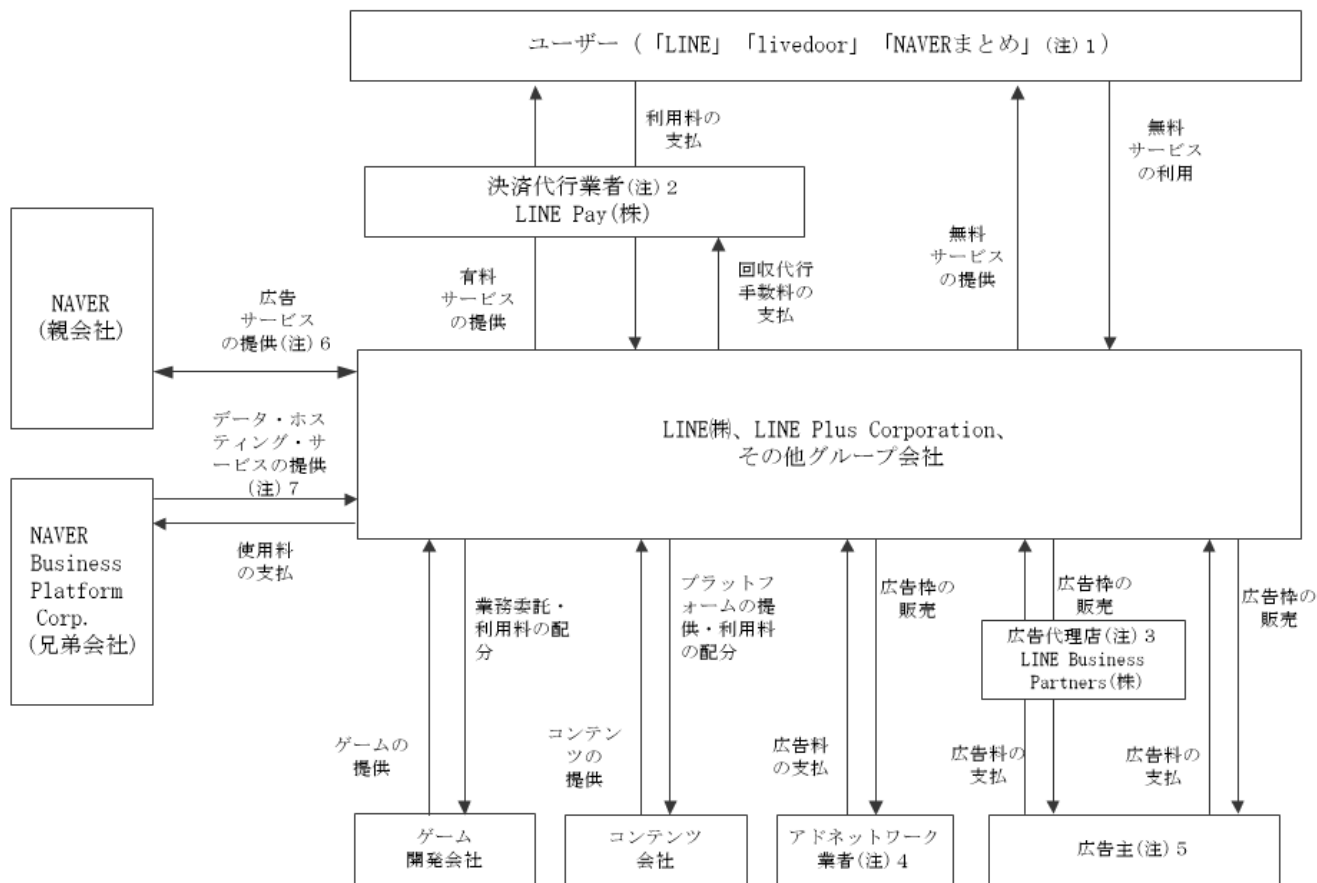 ユーザー（「LINE」「livedoor」「NAVERまとめ」(注)１）
利用料の
支払
無料
サービス
の利用
決済代行業者(注)２
LINE Pay(株)
有料
サービス
の提供
回収代行
手数料の
支払
無料
サービス
の提供
NAVER
(親会社)
広告
サービス
の提供(注)６
データ・ホス
ティング・サ
ービスの提供
(注)７
LINE㈱、LINE Plus Corporation、
その他グループ会社
NAVER
Business
Platform
Corp.
(兄弟会社)
使用料
の支払
業務委託・
利用料の配
分
プラットフ
ォームの提
供・利用料
の配分
広告枠の
販売
広告枠の
販売
広告枠の
販売
広告代理店(注)３
LINE Business
Partners(株)
ゲームの
提供
コンテン
ツの
提供
広告料
の支払
広告料の
支払
広告料の
支払
ゲーム
開発会社
コンテンツ
会社
アドネットワーク
業者(注)４
広告主(注)５